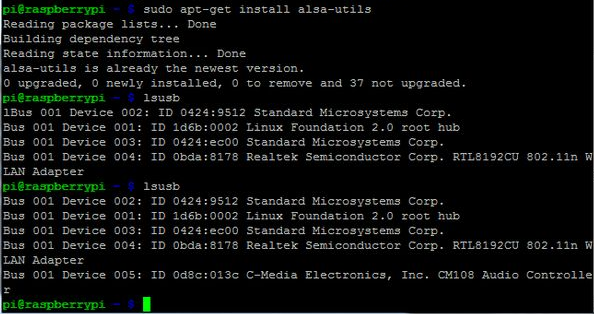 pi@raspberrypi ~ $ sudo apt-get install alsa-utils
Reading package lists... Done
Building dependency tree
Reading state information... Done
alsa-utils is already the newest version.
0 upgraded, 0 newly installed, 0 to remove and 37 not upgraded.
pi@raspberrypi ~ $ lsusb
lBus 001 Device 002: ID 0424:9512 Standard Microsystems Corp.
Bus 001 Device 001: ID 1d6b:0002 Linux Foundation 2.0 root hub
Bus 001 Device 003: ID 0424:ec00 Standard Microsystems Corp.
Bus 001 Device 004: ID 0bda:8178 Realtek Semiconductor Corp. RTL8192CU 802.11n W
LAN Adapter
pi@raspberrypi ~ $ lsusb
Bus 001 Device 002: ID 0424:9512 Standard Microsystems Corp.
Bus 001 Device 001: ID 1d6b:0002 Linux Foundation 2.0 root hub
Bus 001 Device 003: ID 0424:ec00 Standard Microsystems Corp.
Bus 001 Device 004: ID 0bda:8178 Realtek Semiconductor Corp. RTL8192CU 802.11n W
LAN Adapter
Bus 001 Device 005: ID 0d8c:013c C-Media Electronics, Inc. CM108 Audio Controlle
r
pi@raspberrypi ~ $